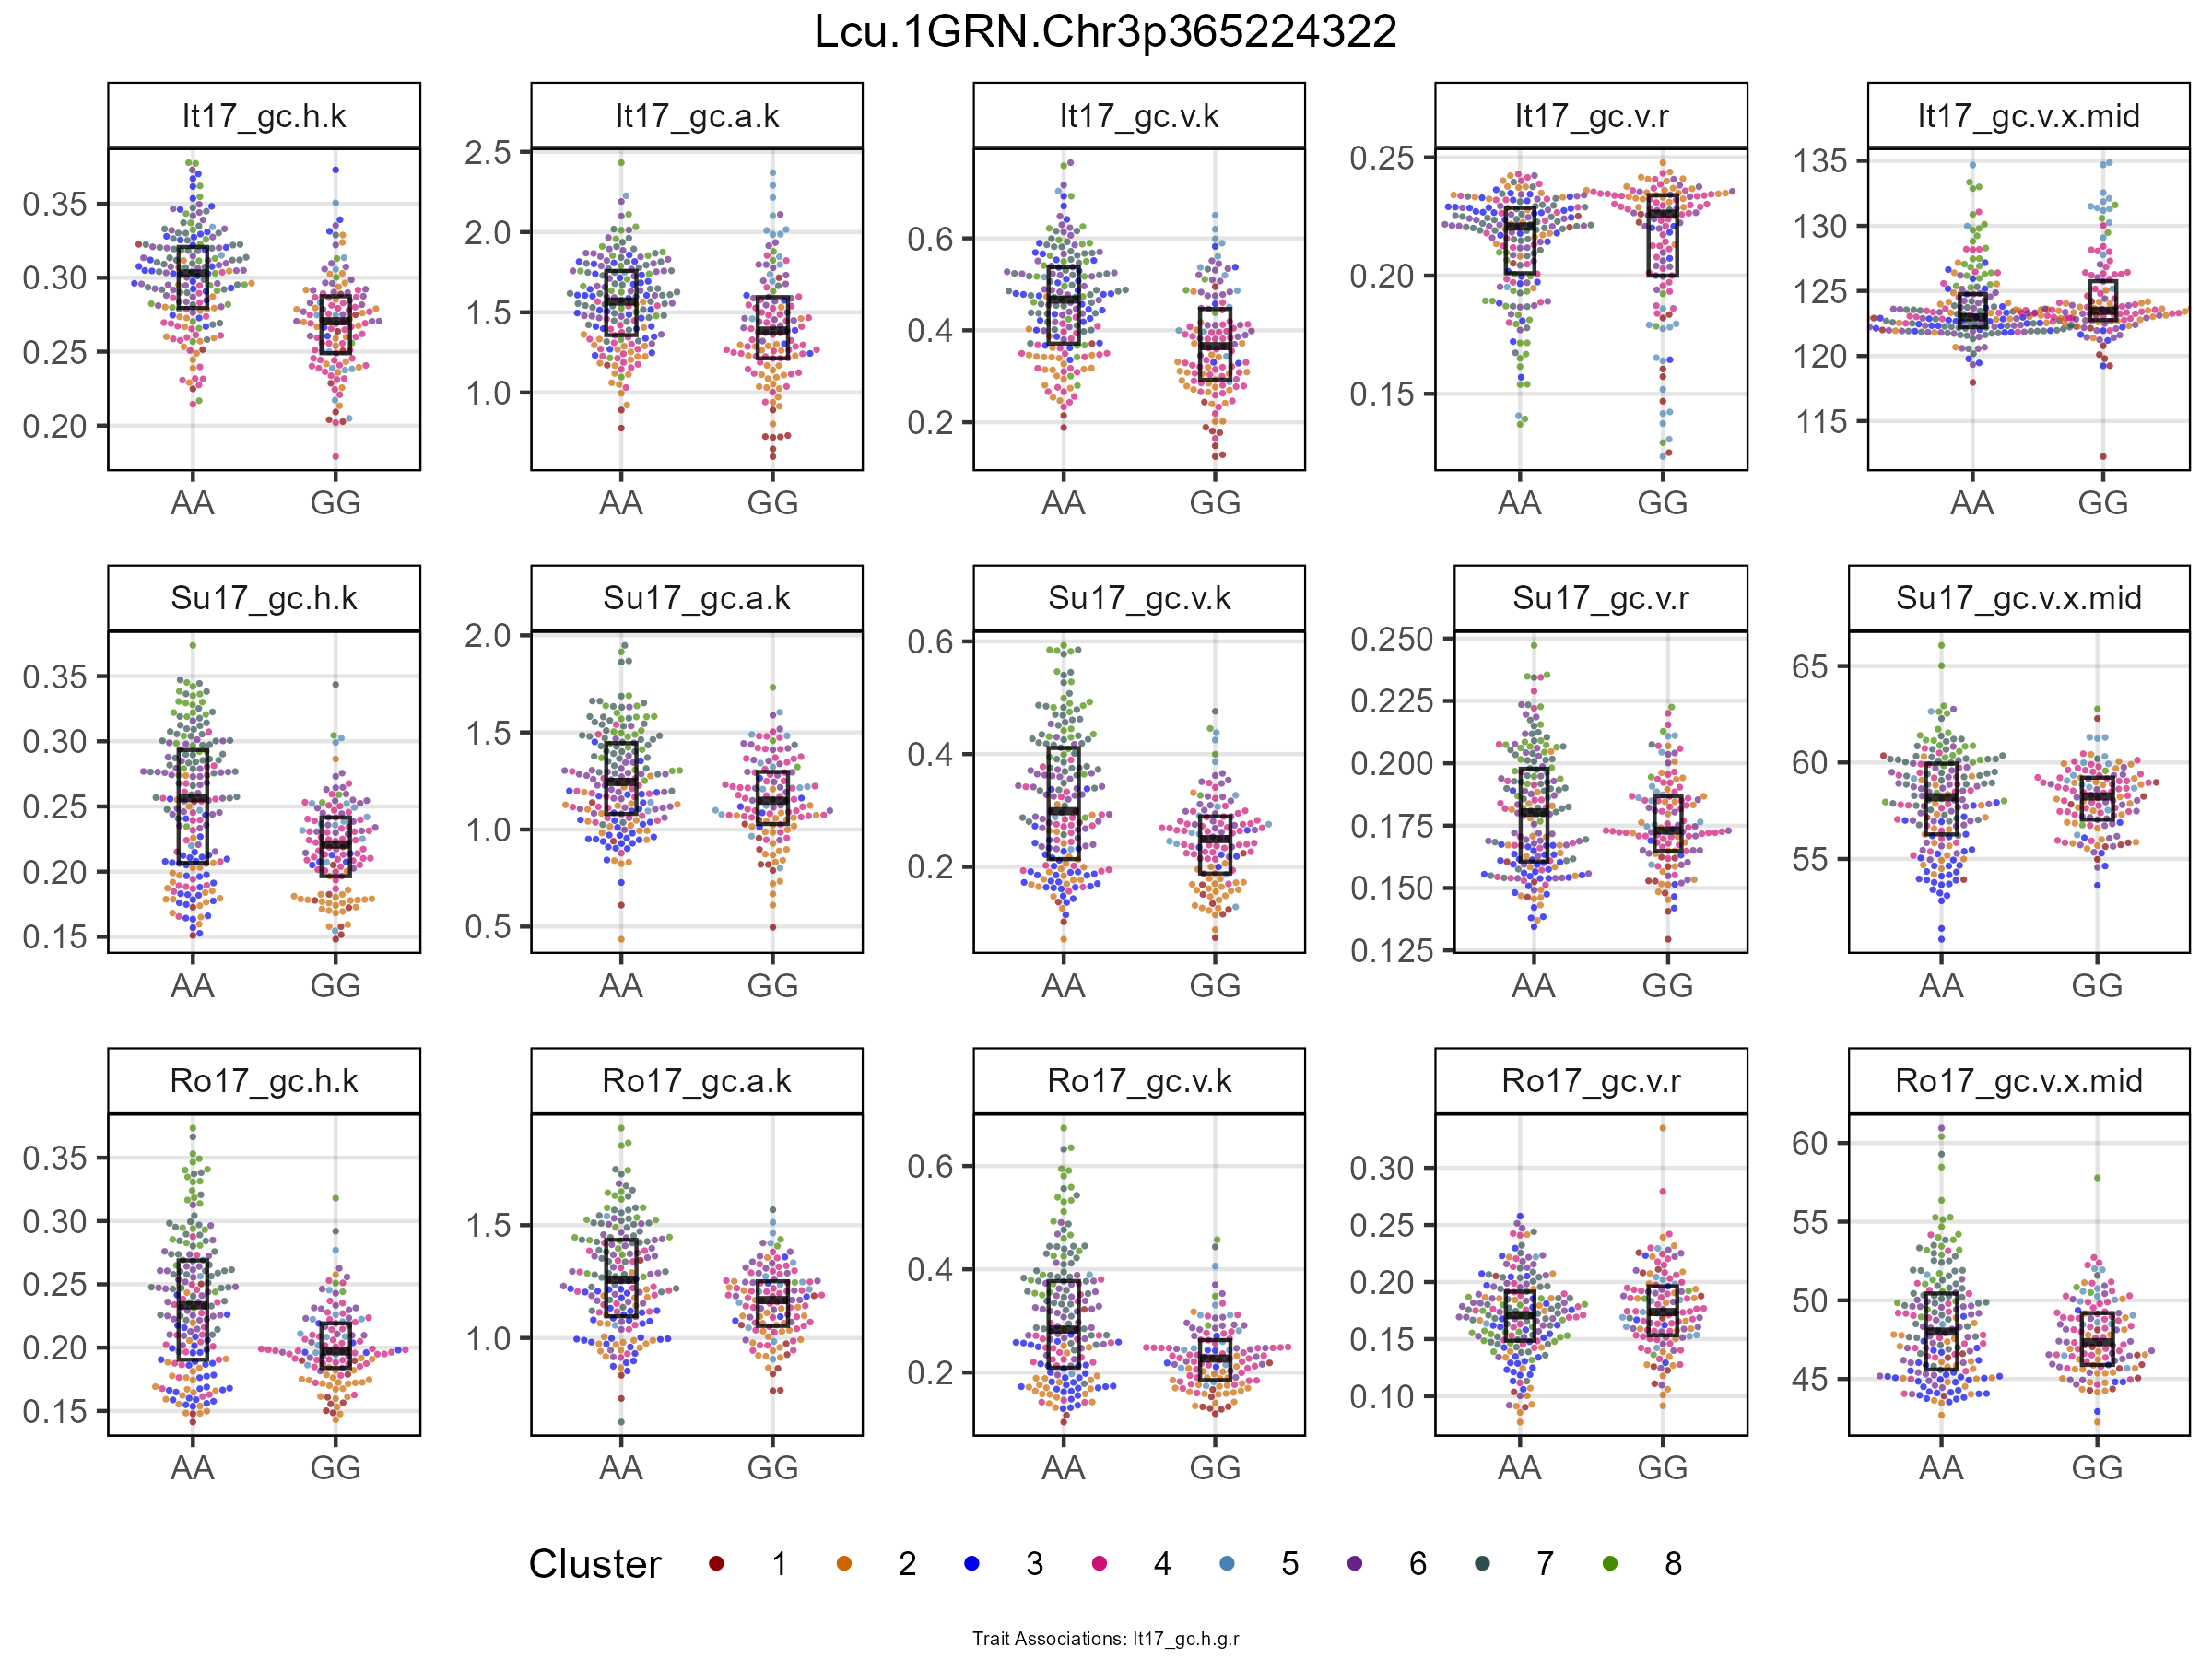 Lcu.1GRN.Chr3p365224322
It17_gc.h.k It17_gc.a.k It17_gc.v.k It17_gc.v.r It17_gc.v.x.mid
0.35 0.30 0.25 0.20
2.5 2.0 1.5 1.0
0.6 0.4 0.2
0.25 0.20 0.15
135 130 125 120 115
AA GG AA GG AA GG AA GG AA GG
Su17_gc.h.k Su17_gc.a.k Su17_gc.v.k Su17_gc.v.r Su17_gc.v.x.mid
0.35 0.30 0.25 0.20 0.15
2.0 1.5 1.0 0.5
0.6 0.4 0.2
0.250 0.225 0.200 0.175 0.150 0.125
65 60 55
AA GG AA GG AA GG AA GG AA GG
Ro17_gc.h.k Ro17_gc.a.k Ro17_gc.v.k Ro17_gc.v.r Ro17_gc.v.x.mid
0.35 0.30 0.25 0.20 0.15
1.5 1.0
0.6 0.4 0.2
0.30 0.25 0.20 0.15 0.10
60 55 50 45
AA GG AA GG AA GG AA GG AA GG
Cluster 1 2 3 4 5 6 7 8
Trait Associations: It17_gc.h.g.r